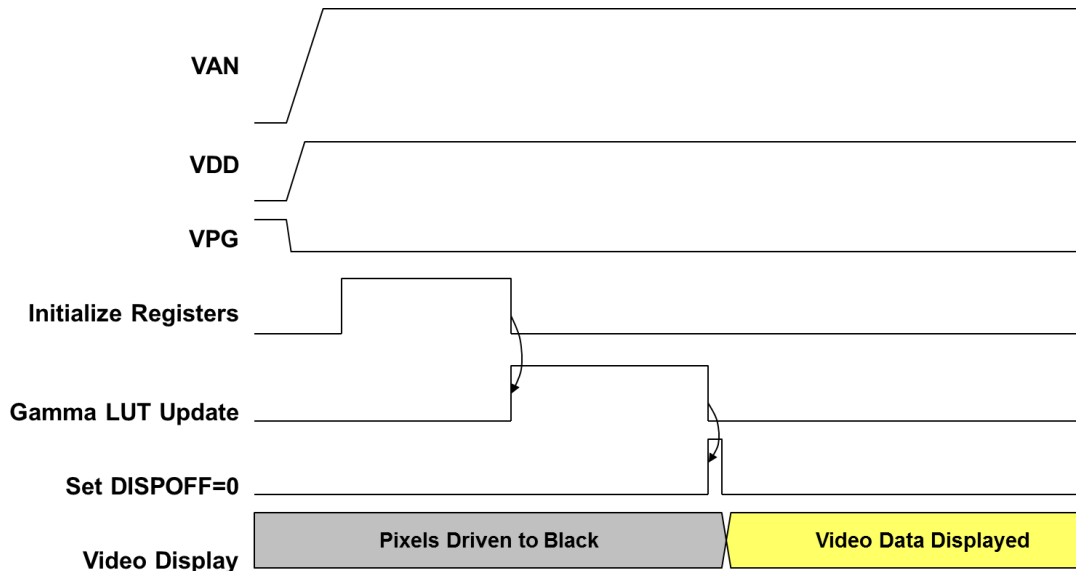 VAN
VDD
VPG
Initialize Registers
Gamma LUT Update
Set DISPOFF=0
Video Display
Pixels Driven to Black
Video Data Displayed